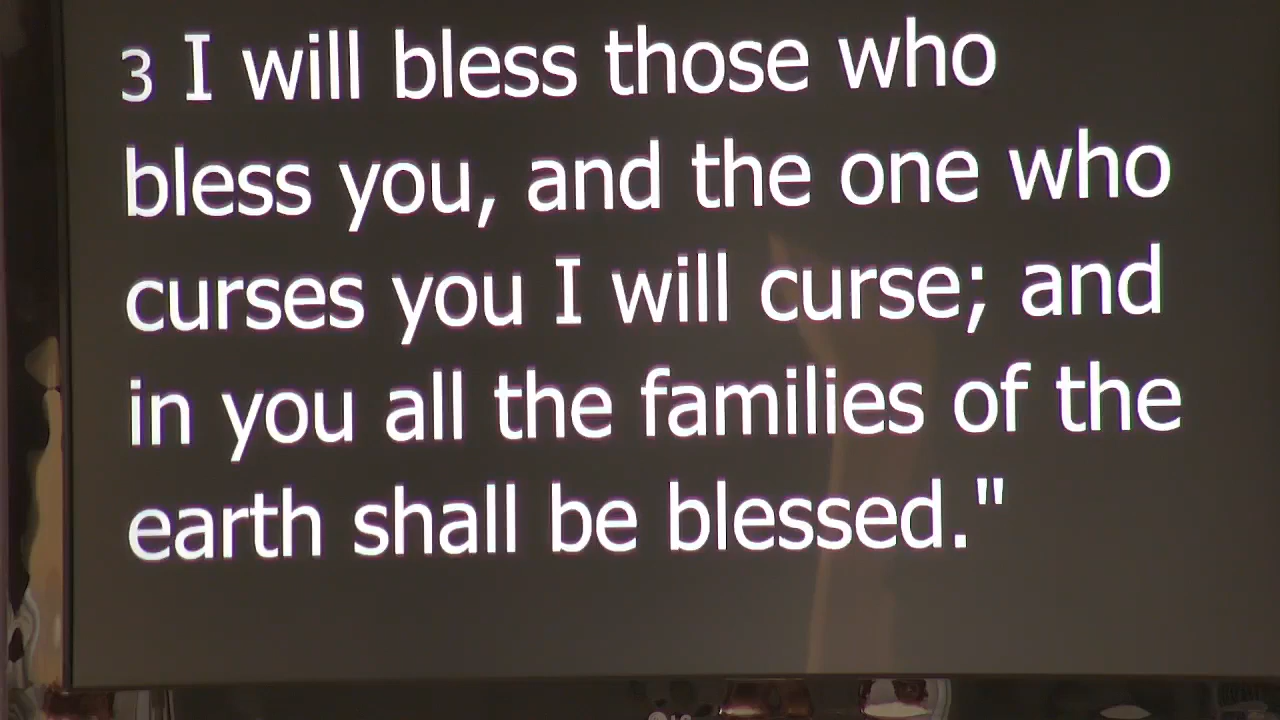 3 I will bless those who
bless you, and the one who
curses you I will curse; and
in you all the families of the
earth shall be blessed."